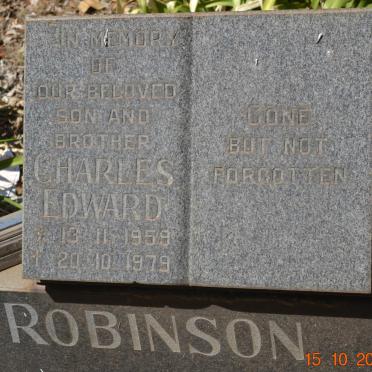 IN MEMORY
OF
OUR BELOVED
SON AND
BROTHER
CHARLES
EDWARD
* 13·11·1959
† 20·10·1979
GONE
BUT NOT
FORGOTTEN
ROBINSON
15 10 20